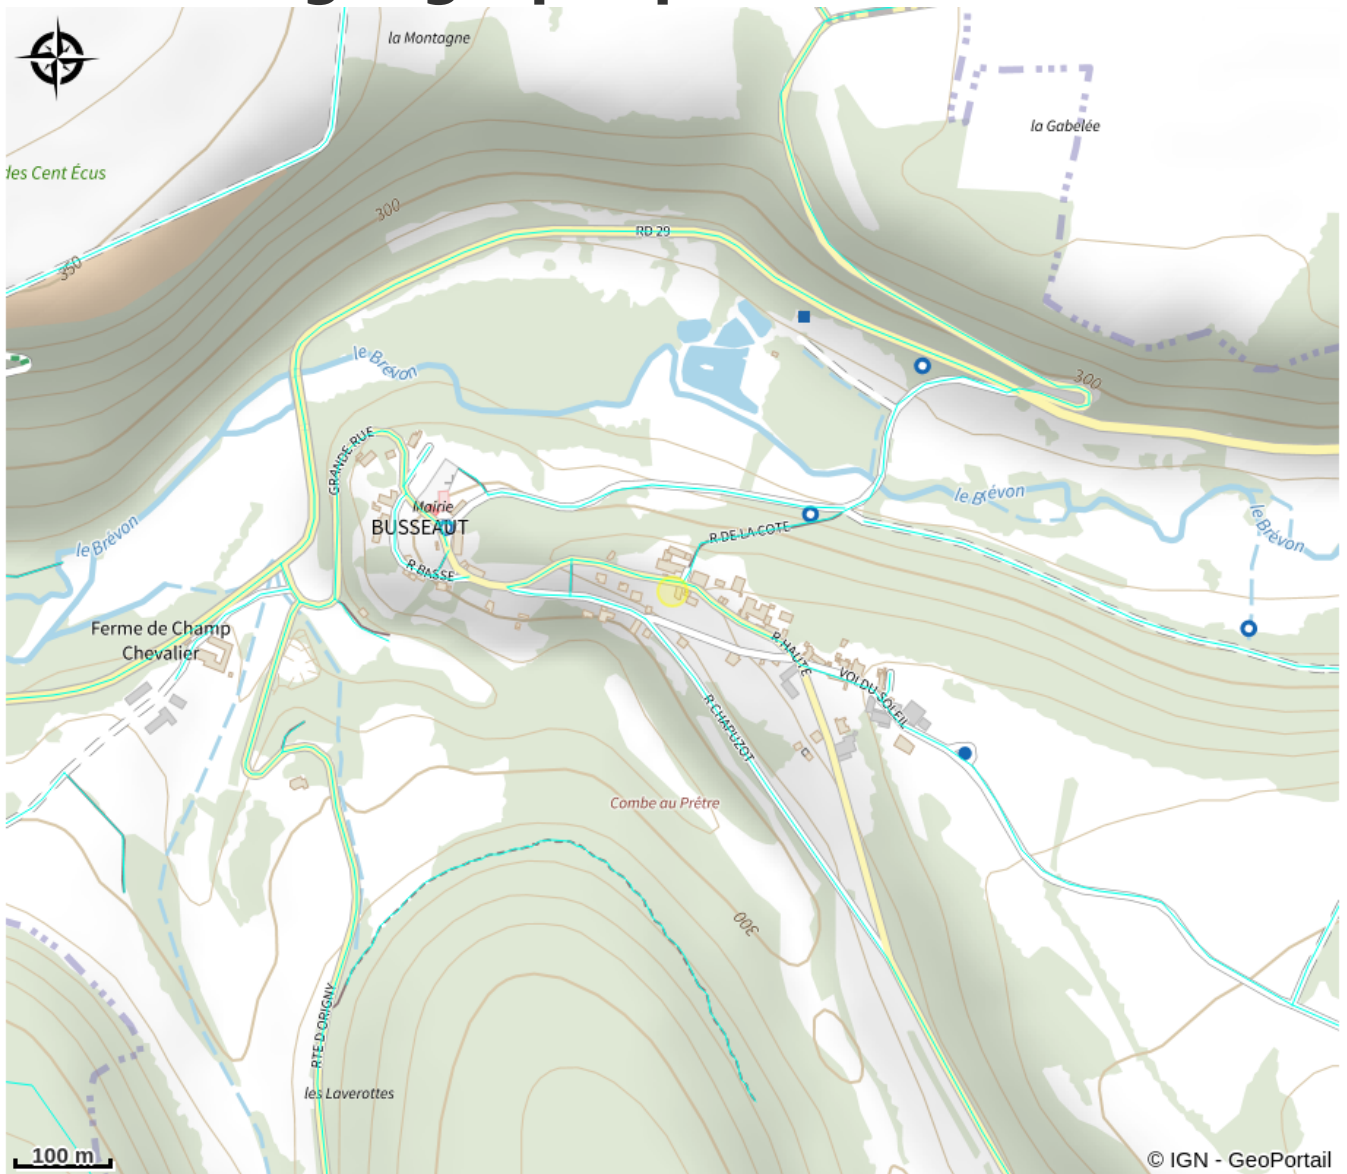 la Montagne
la Gabelée
des Cent Écus
300
RD 29
350
le Brévon
300
GRANDE RUE
le Brévon
Mairie
BUSSEAUT
le Brévon
le Brévon
R DE LA COTE
R BASSE
Ferme de Champ
Chevalier
R HAUTE
VOI DU SOLEIL
R CHAPUZOT
Combe au Prêtre
300
RTE D ORIGNY
les Laverottes
100 m
© IGN - GeoPortail